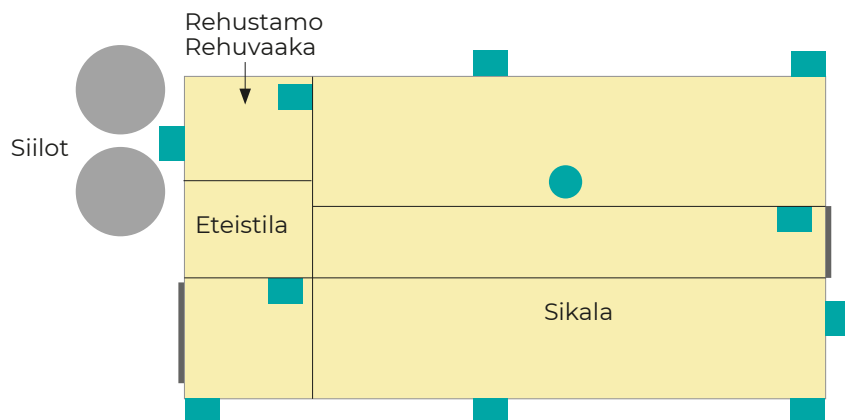 Rehustamo
Rehuvaaka
Siilot
Eteistila
Sikala